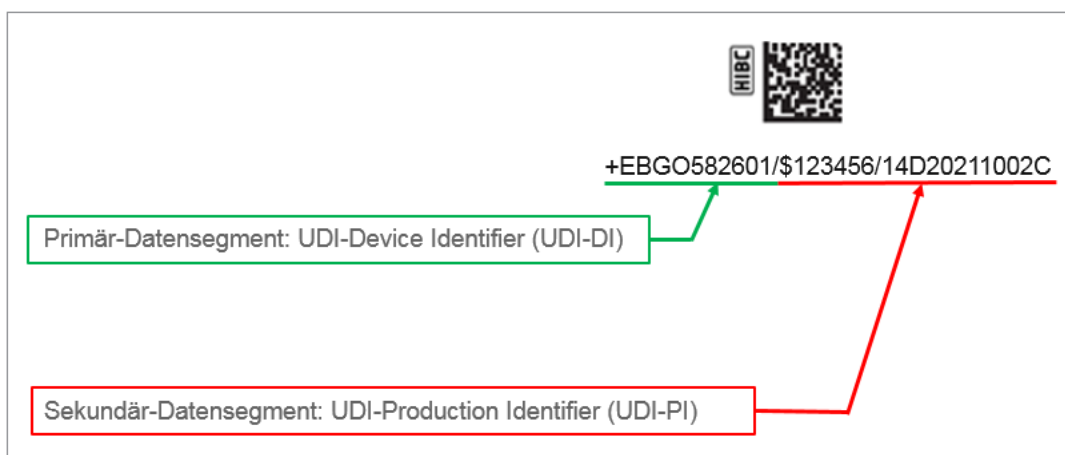 HIBC
+EBGO582601/$123456/14D20211002C
Primär-Datensegment: UDI-Device Identifier (UDI-DI)
Sekundär-Datensegment: UDI-Production Identifier (UDI-PI)